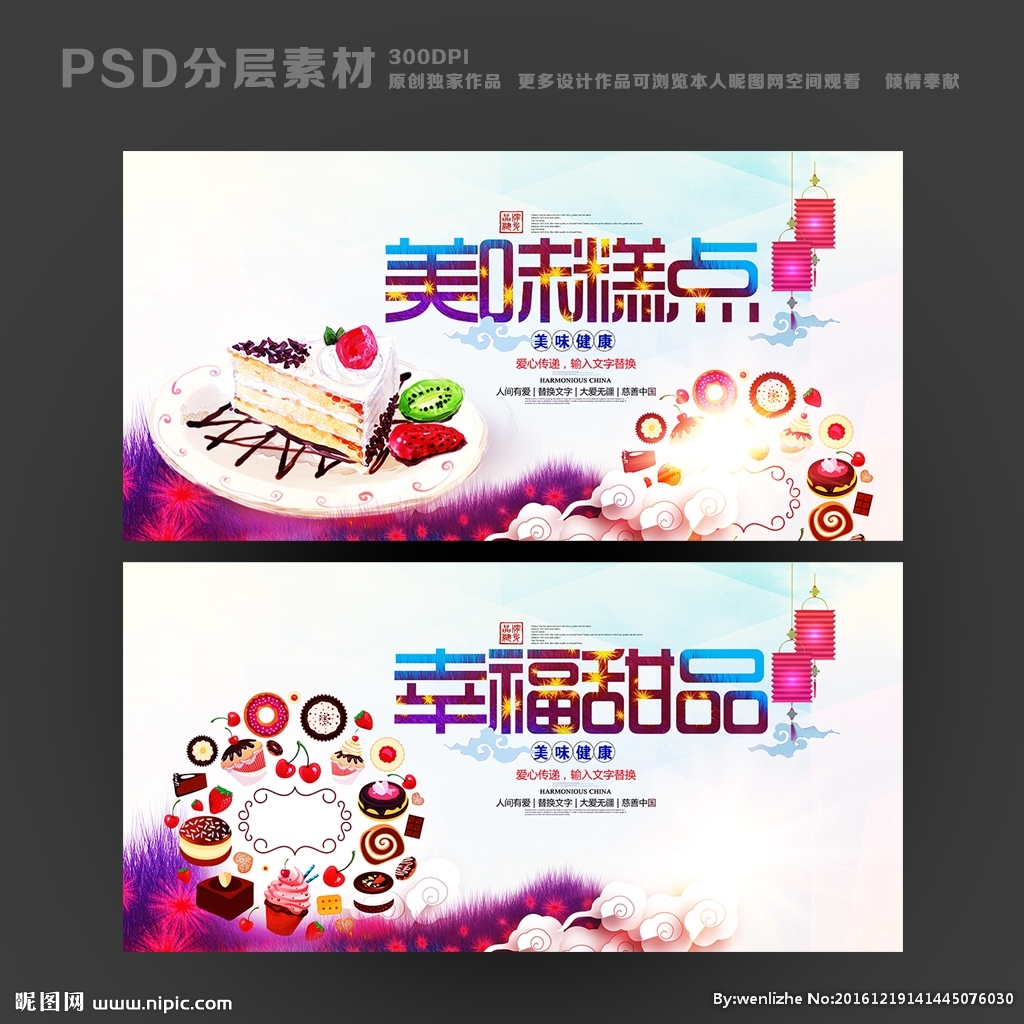 PSD分层素材 300DPI
原创独家作品 更多设计作品可浏览本人昵图网空间观看 倾情奉献
美味糕点
美味健康
爱心传递，输入文字替换
HARMONIOUS CHINA
人间有爱 | 替换文字 | 大爱无疆 | 慈善中国
幸福甜品
美味健康
爱心传递，输入文字替换
HARMONIOUS CHINA
人间有爱 | 替换文字 | 大爱无疆 | 慈善中国
昵图网 www.nipic.com
By:wenlizhe No:20161219141445076030